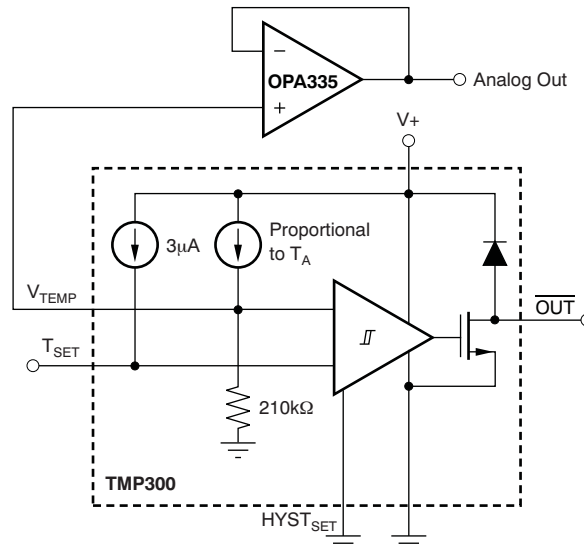 −
OPA335
+
Analog Out
V+
3μA
Proportional
to T_A
V_TEMP
T_SET
OUT
210kΩ
TMP300
HYST_SET